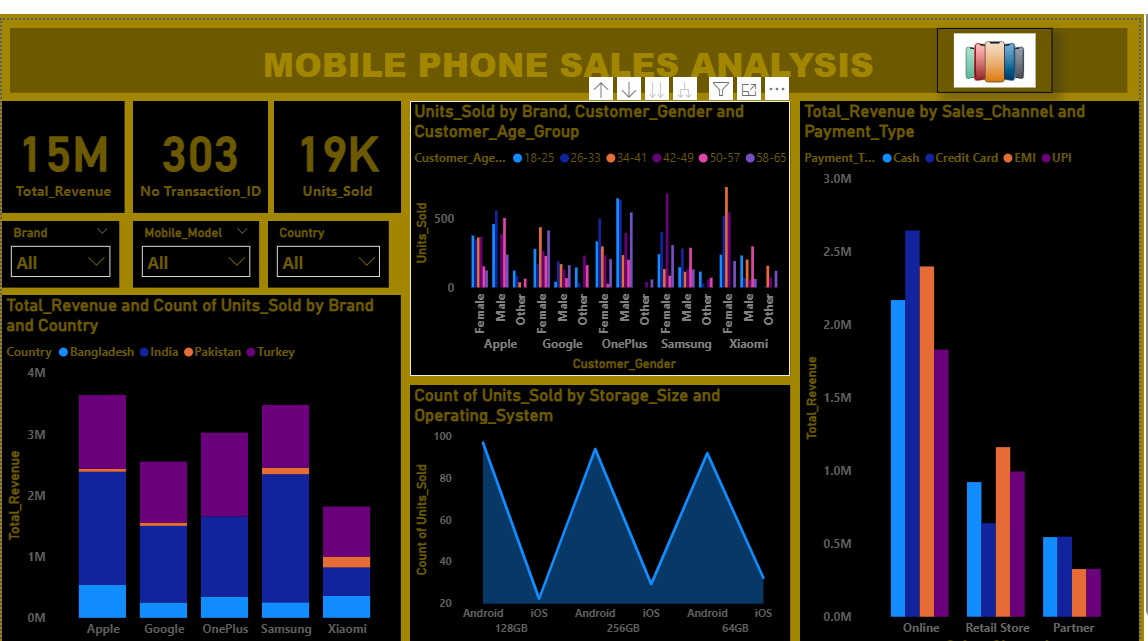 MOBILE PHONE SALES ANALYSIS
15M
Total_Revenue
303
No Transaction_ID
19K
Units_Sold
Brand
All
Mobile_Model
All
Country
All
Total_Revenue and Count of Units_Sold by Brand
and Country
Country Bangladesh India Pakistan Turkey
Total_Revenue
4M
3M
2M
1M
0M
Apple Google OnePlus Samsung Xiaomi
Units_Sold by Brand, Customer_Gender and
Customer_Age_Group
Customer_Age... 18-25 26-33 34-41 42-49 50-57 58-65
Units_Sold
500
0
Female Male Other Female Male Other Female Male Other Female Male Other Female Male Other
Apple Google OnePlus Samsung Xiaomi
Customer_Gender
Count of Units_Sold by Storage_Size and
Operating_System
Count of Units_Sold
100
80
60
40
20
Android iOS Android iOS Android iOS
128GB 256GB 64GB
Total_Revenue by Sales_Channel and
Payment_Type
Payment_T... Cash Credit Card EMI UPI
Total_Revenue
3.0M
2.5M
2.0M
1.5M
1.0M
0.5M
0.0M
Online Retail Store Partner